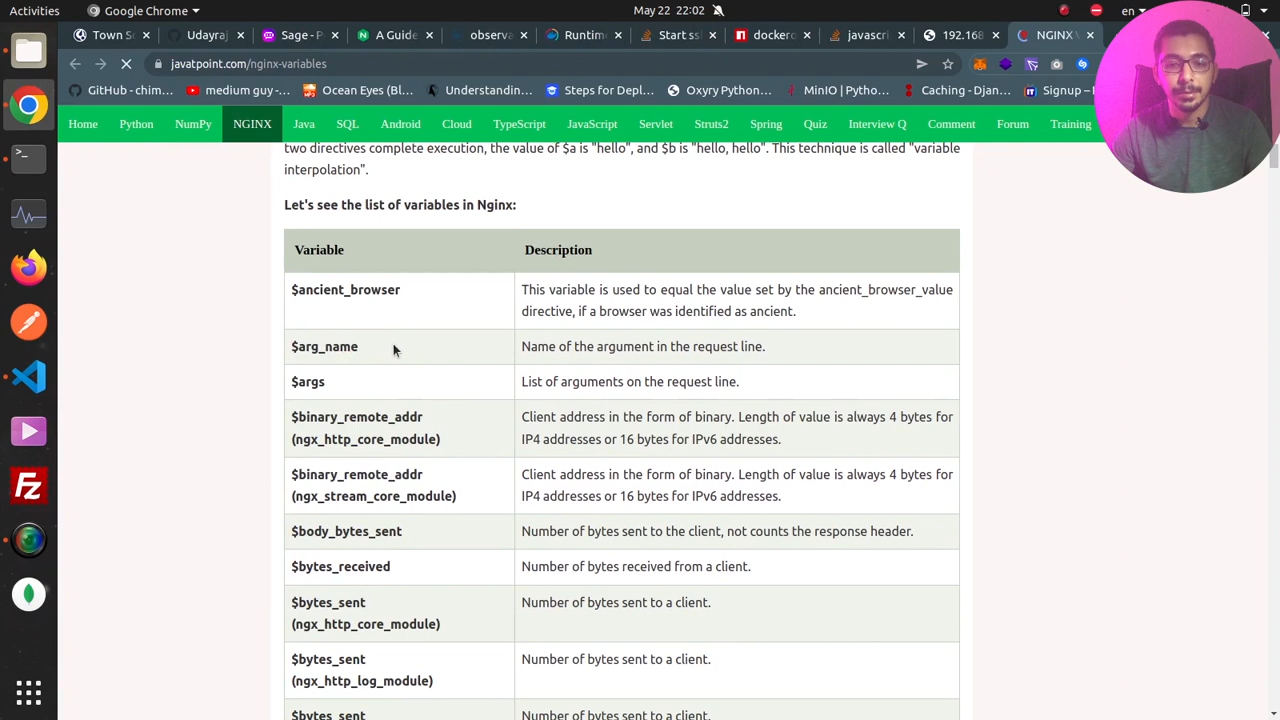 Activities
Google Chrome
May 22 22:02
en
Town S
Udayraj
Sage - P
A Guide
observa
Runtim
Start ss
dockerc
javascri
192.168
NGINX V
javatpoint.com/nginx-variables
GitHub - chim...
medium guy -...
Ocean Eyes (Bl...
Understanding...
Steps for Depl...
Oxyry Python...
MinIO | Pytho...
Caching - Djan...
Signup –
Home
Python
NumPy
NGINX
Java
SQL
Android
Cloud
TypeScript
JavaScript
Servlet
Struts2
Spring
Quiz
Interview Q
Comment
Forum
Training
two directives complete execution, the value of $a is "hello", and $b is "hello, hello". This technique is called "variable
interpolation".
Let's see the list of variables in Nginx:
Variable
Description
$ancient_browser
This variable is used to equal the value set by the ancient_browser_value
directive, if a browser was identified as ancient.
$arg_name
Name of the argument in the request line.
$args
List of arguments on the request line.
$binary_remote_addr
(ngx_http_core_module)
Client address in the form of binary. Length of value is always 4 bytes for
IP4 addresses or 16 bytes for IPv6 addresses.
$binary_remote_addr
(ngx_stream_core_module)
Client address in the form of binary. Length of value is always 4 bytes for
IP4 addresses or 16 bytes for IPv6 addresses.
$body_bytes_sent
Number of bytes sent to the client, not counts the response header.
$bytes_received
Number of bytes received from a client.
$bytes_sent
(ngx_http_core_module)
Number of bytes sent to a client.
$bytes_sent
(ngx_http_log_module)
Number of bytes sent to a client.
$bytes_sent
Number of bytes sent to a client.